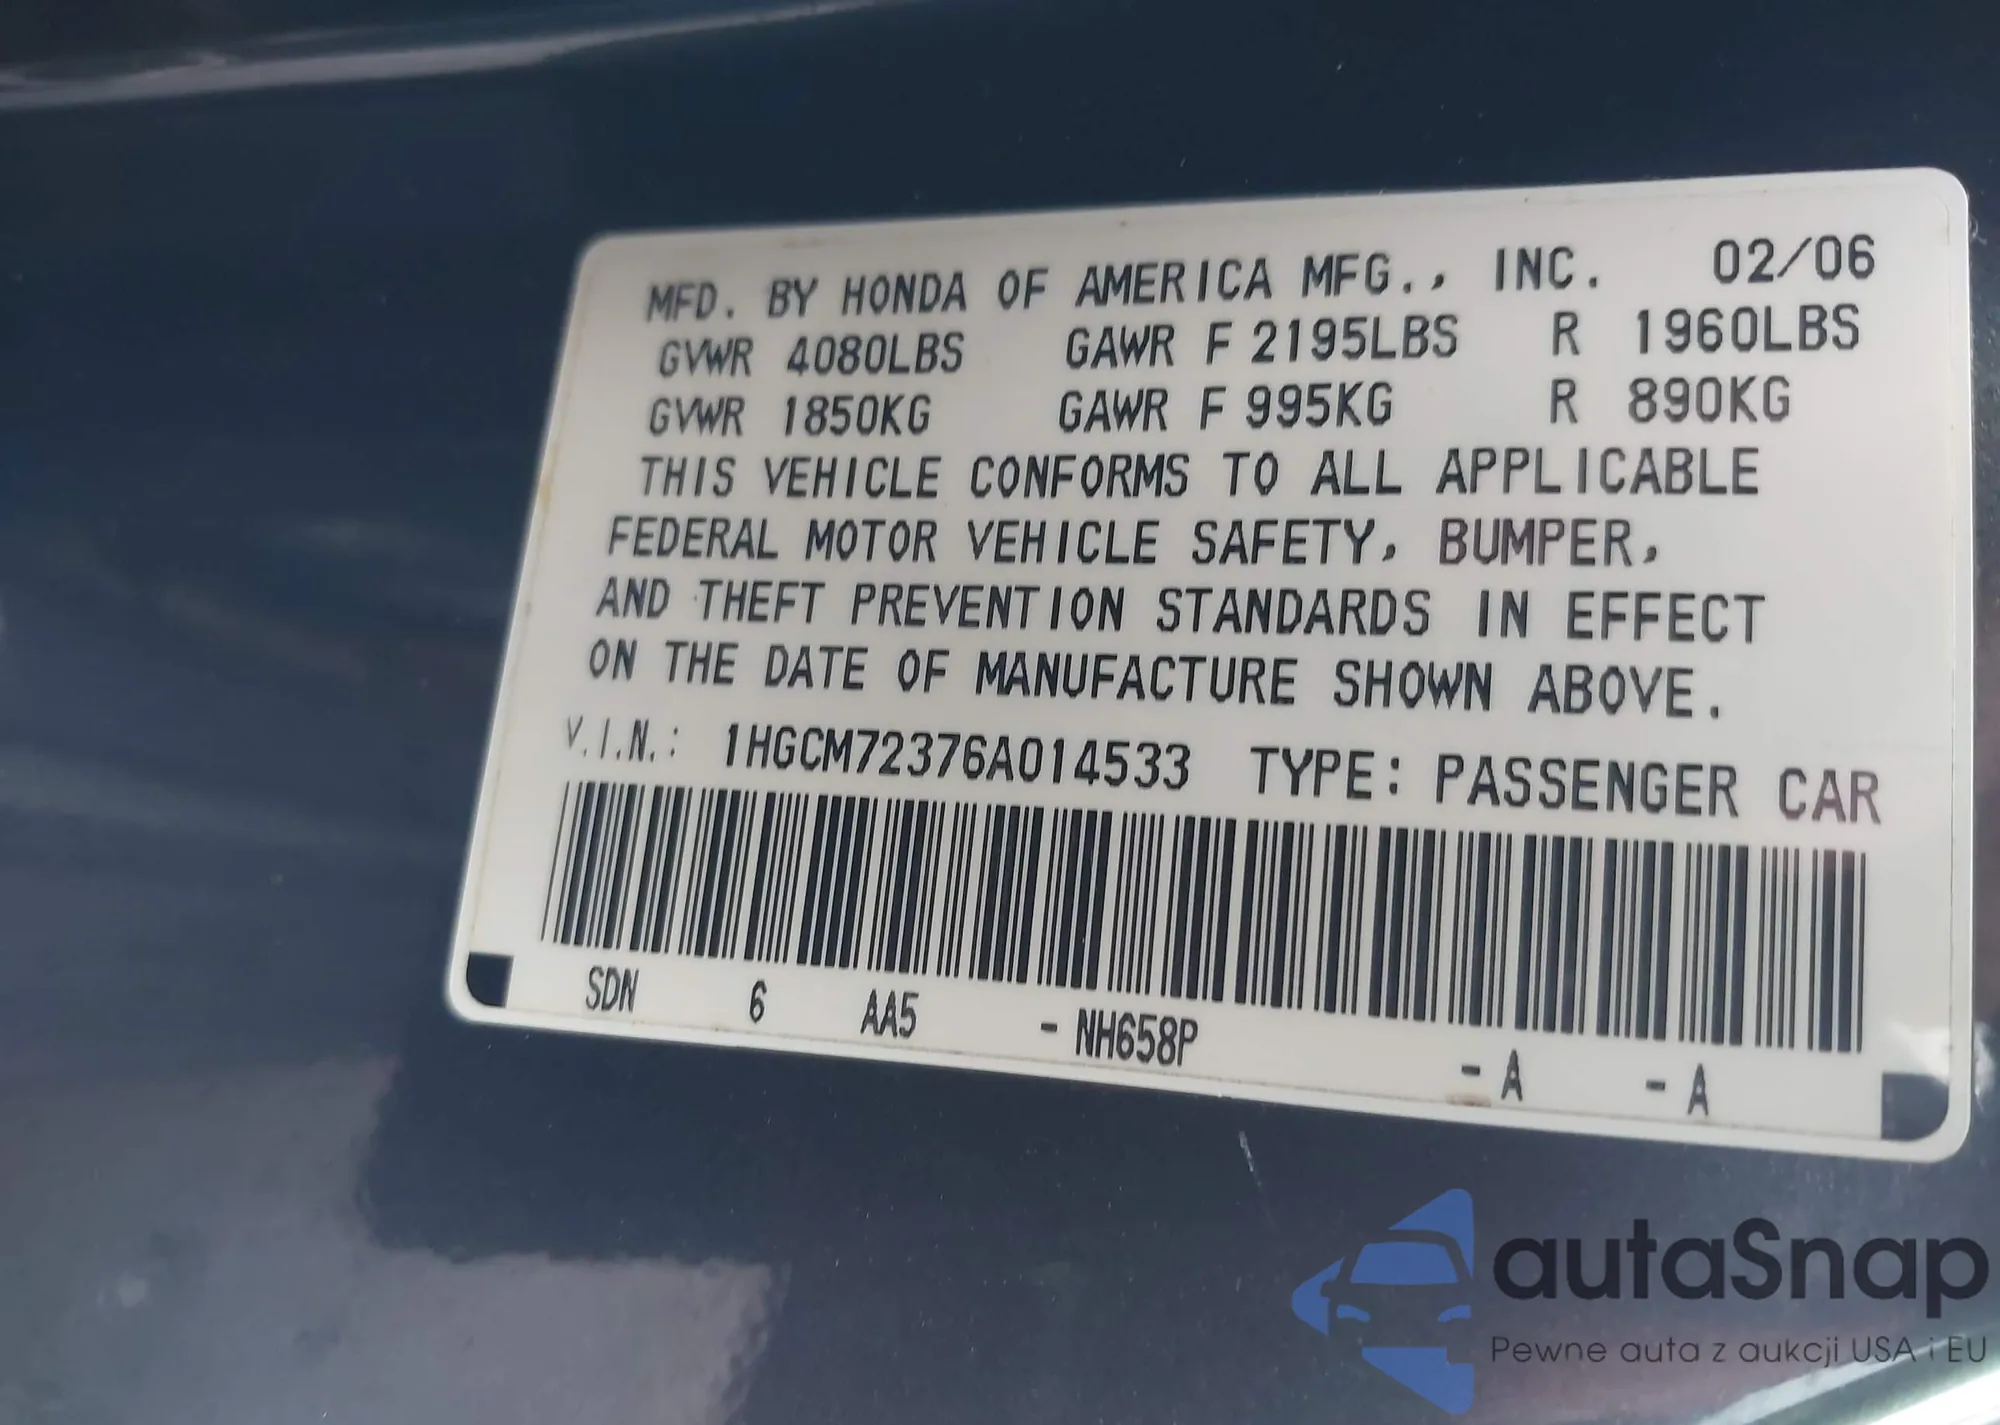 MFD. BY HONDA OF AMERICA MFG., INC. 02/06
GVWR 4080LBS GAWR F 2195LBS R 1960LBS
GVWR 1850KG GAWR F 995KG R 890KG
THIS VEHICLE CONFORMS TO ALL APPLICABLE
FEDERAL MOTOR VEHICLE SAFETY, BUMPER,
AND THEFT PREVENTION STANDARDS IN EFFECT
ON THE DATE OF MANUFACTURE SHOWN ABOVE.
V.I.N.: 1HGCM72376A014533 TYPE: PASSENGER CAR
SDN 6 AA5 - NH658P - A - A
autaSnap
Pewne auta z aukcji USA i EU